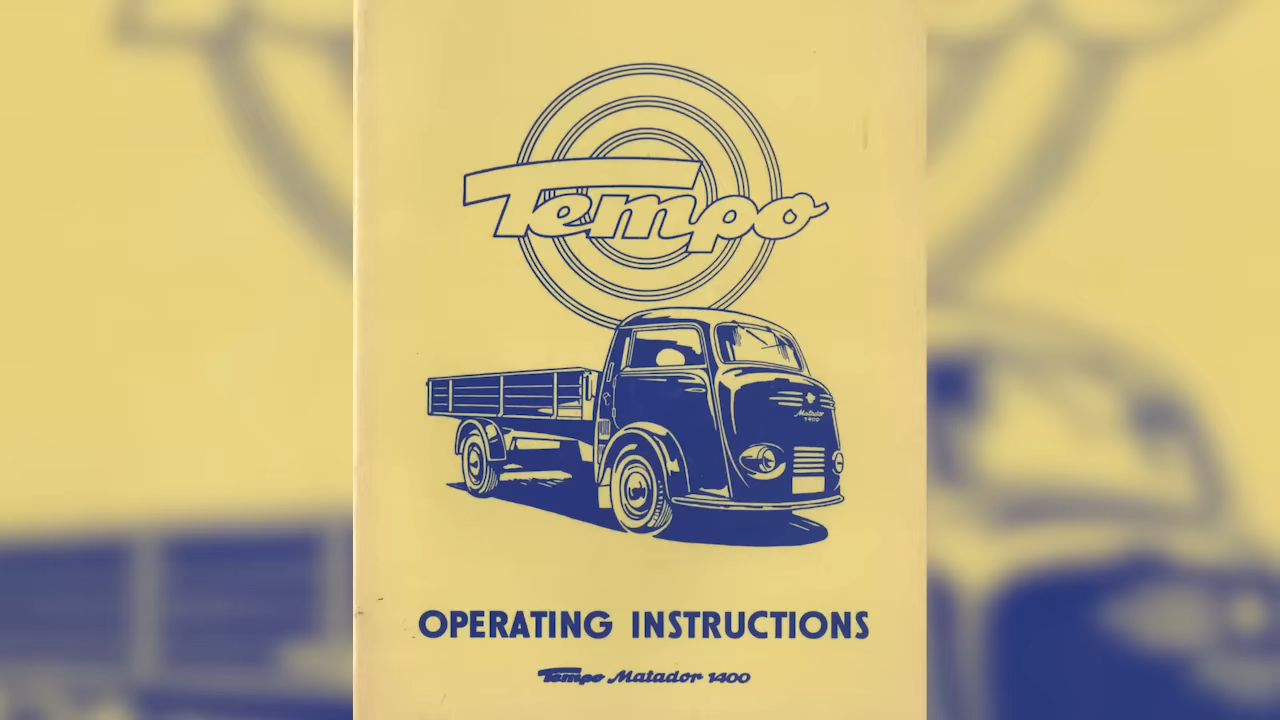 Tempo
Matador
1400
OPERATING INSTRUCTIONS
Tempo Matador 1400